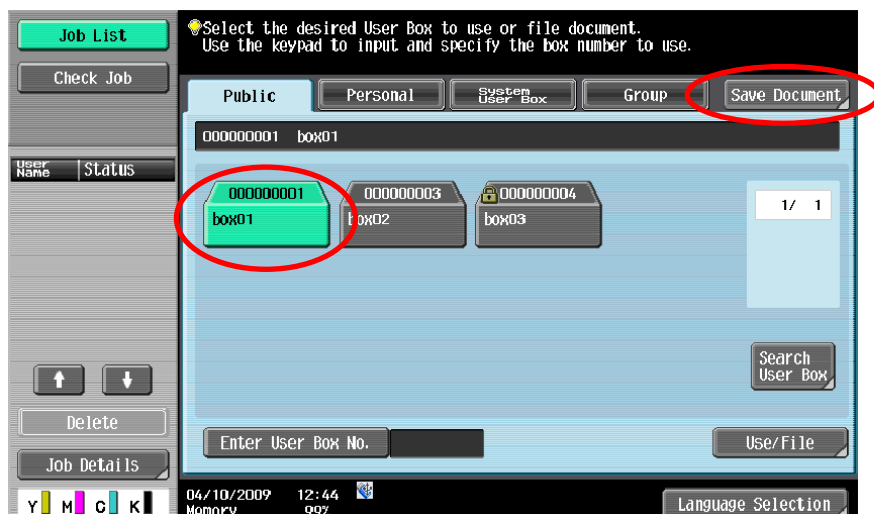 Job List
Check Job
User Name Status
Delete
Job Details
Y M C K
Select the desired User Box to use or file document.
Use the keypad to input and specify the box number to use.
Public Personal System User Box Group Save Document
000000001 box01
000000001 000000003 000000004
box01 box02 box03
1/ 1
Search
User Box
Enter User Box No. Use/File
04/10/2009 12:44
Memory 99% Language Selection